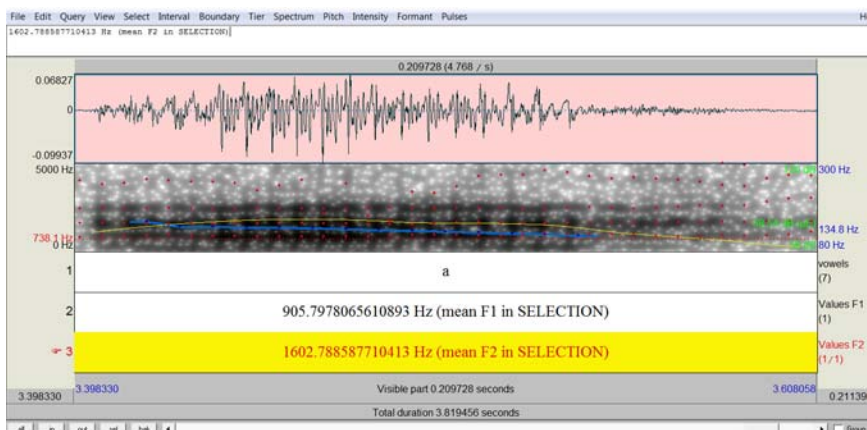 File Edit Query View Select Interval Boundary Tier Spectrum Pitch Intensity Formant Pulses
1602.788587710413 Hz (mean F2 in SELECTION)
0.209728 (4.768 / s)
0.06827
0
-0.09937
5000 Hz
300 Hz
738.1 Hz
134.8 Hz
0 Hz
80 Hz
1
a
vowels
(7)
2
905.7978065610893 Hz (mean F1 in SELECTION)
Values F1
(1)
3
1602.788587710413 Hz (mean F2 in SELECTION)
Values F2
(1/1)
3.398330
3.398330
Visible part 0.209728 seconds
3.608058
0.21139
Total duration 3.819456 seconds